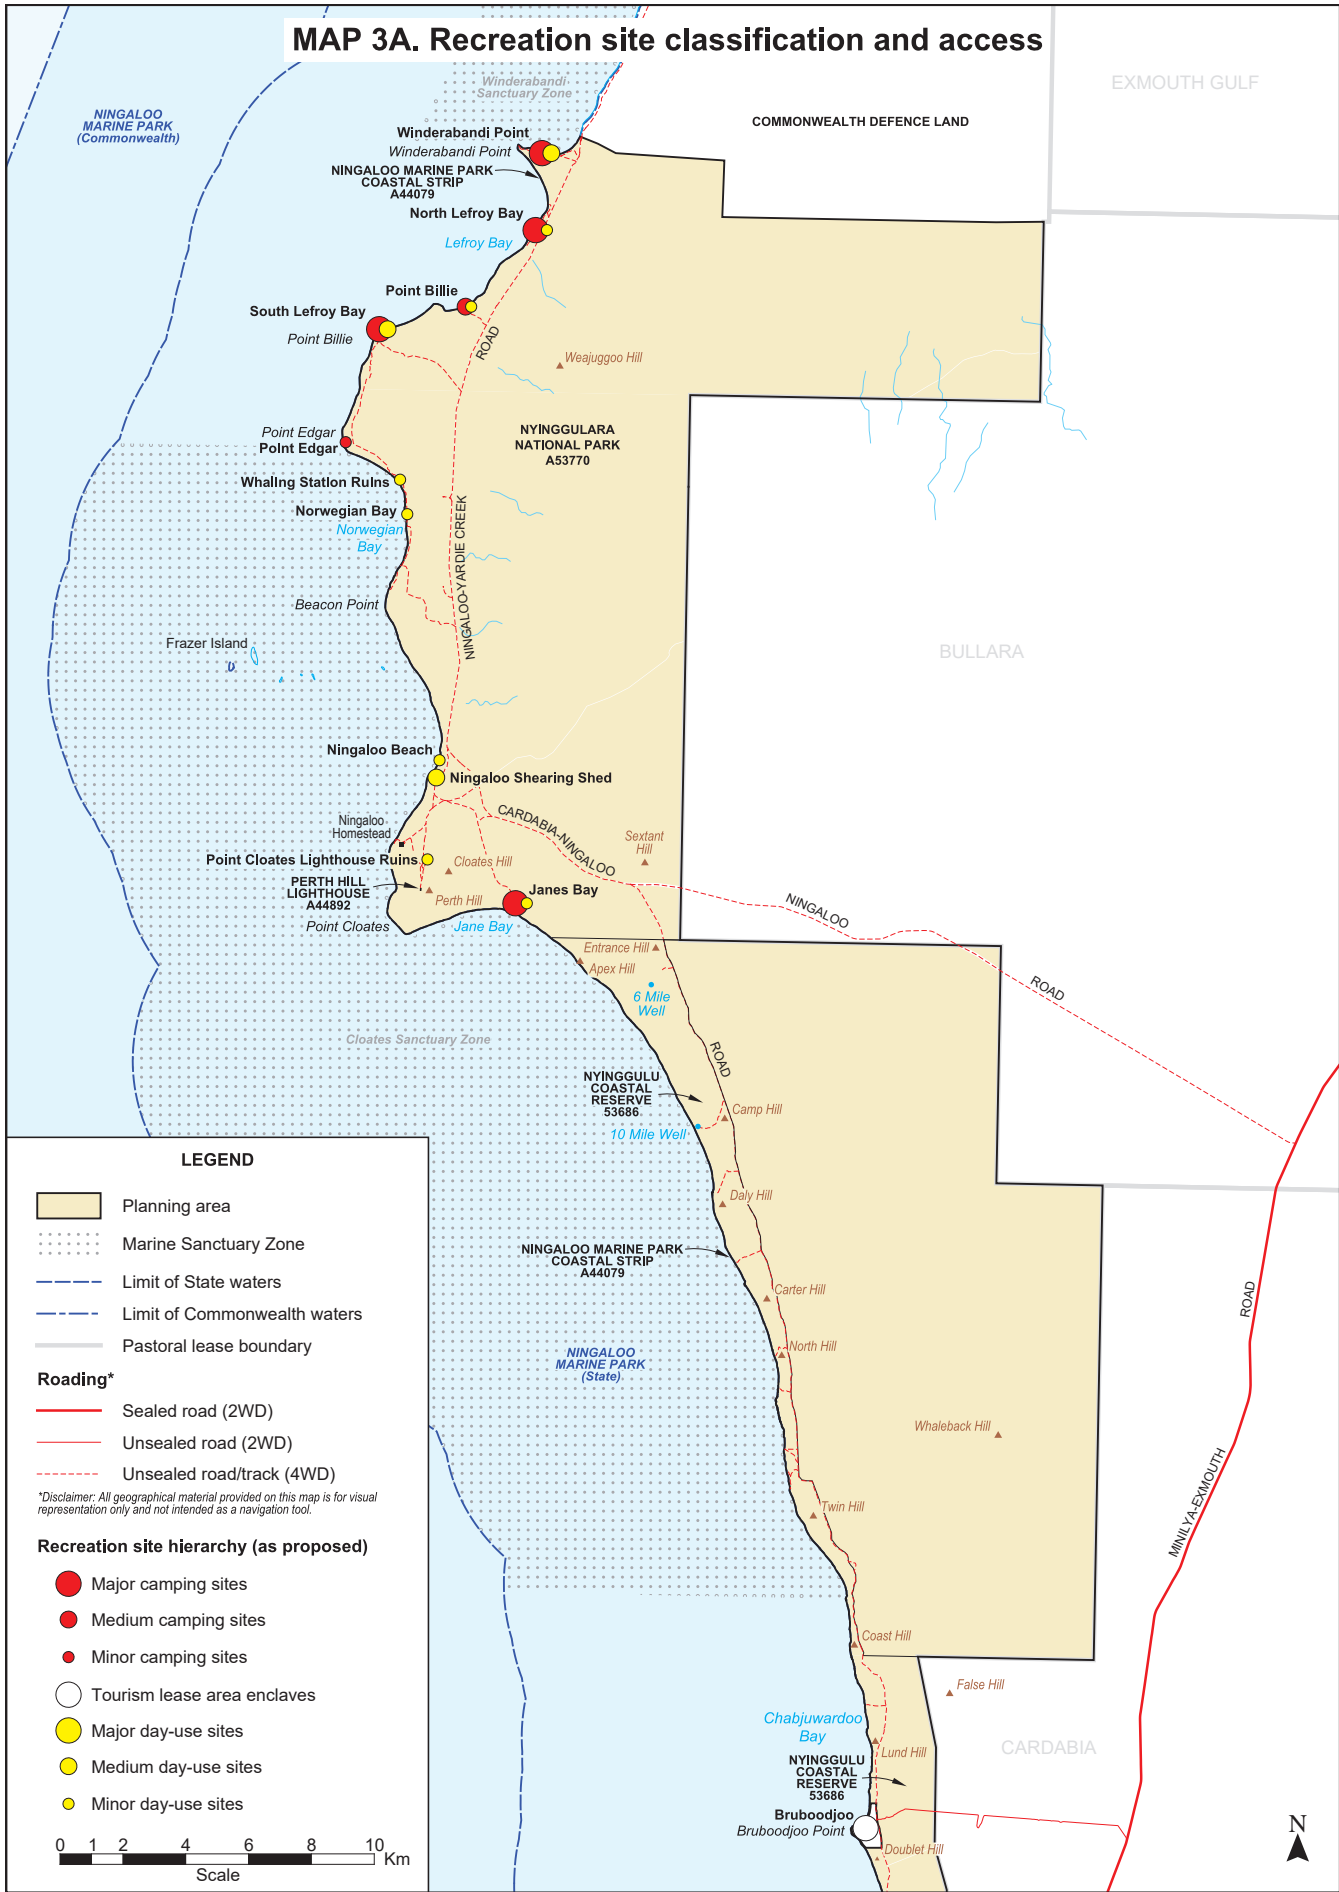 MAP 3A. Recreation site classification and access
Winderabandi
Sanctuary Zone
EXMOUTH GULF
NINGALOO
MARINE PARK
(Commonwealth)
COMMONWEALTH DEFENCE LAND
Winderabandi Point
Winderabandi Point
NINGALOO MARINE PARK
COASTAL STRIP
A44079
North Lefroy Bay
Lefroy Bay
Point Billie
South Lefroy Bay
Point Billie
ROAD
Weajuggoo Hill
Point Edgar
Point Edgar
NYINGGULARA
NATIONAL PARK
A53770
Whaling Station Ruins
Norwegian Bay
Norwegian
Bay
NINGALOO-YARDIE CREEK
Beacon Point
Frazer Island
BULLARA
Ningaloo Beach
Ningaloo Shearing Shed
Ningaloo
Homestead
CARDABIA-NINGALOO
Sextant
Hill
Point Cloates Lighthouse Ruins
Cloates Hill
PERTH HILL
LIGHTHOUSE
A44892
Perth Hill
Janes Bay
NINGALOO
Point Cloates
Jane Bay
Entrance Hill
Apex Hill
6 Mile
Well
ROAD
Cloates Sanctuary Zone
ROAD
NYINGGULU
COASTAL
RESERVE
53686
Camp Hill
10 Mile Well
Daly Hill
NINGALOO MARINE PARK
COASTAL STRIP
A44079
Carter Hill
ROAD
North Hill
NINGALOO
MARINE PARK
(State)
Whaleback Hill
Twin Hill
MINILYA-EXMOUTH
Coast Hill
False Hill
Chabjuwardoo
Bay
Lund Hill
CARDABIA
NYINGGULU
COASTAL
RESERVE
53686
Bruboodjoo
Bruboodjoo Point
Doublet Hill
N
LEGEND
Planning area
Marine Sanctuary Zone
Limit of State waters
Limit of Commonwealth waters
Pastoral lease boundary
Roading*
Sealed road (2WD)
Unsealed road (2WD)
Unsealed road/track (4WD)
*Disclaimer: All geographical material provided on this map is for visual
representation only and not intended as a navigation tool.
Recreation site hierarchy (as proposed)
Major camping sites
Medium camping sites
Minor camping sites
Tourism lease area enclaves
Major day-use sites
Medium day-use sites
Minor day-use sites
0 1 2 4 6 8 10
Km
Scale